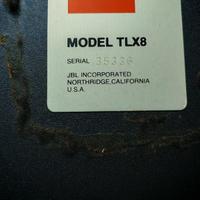 MODEL TLX8
SERIAL 35336
JBL INCORPORATED
NORTHRIDGE, CALIFORNIA
U.S.A.